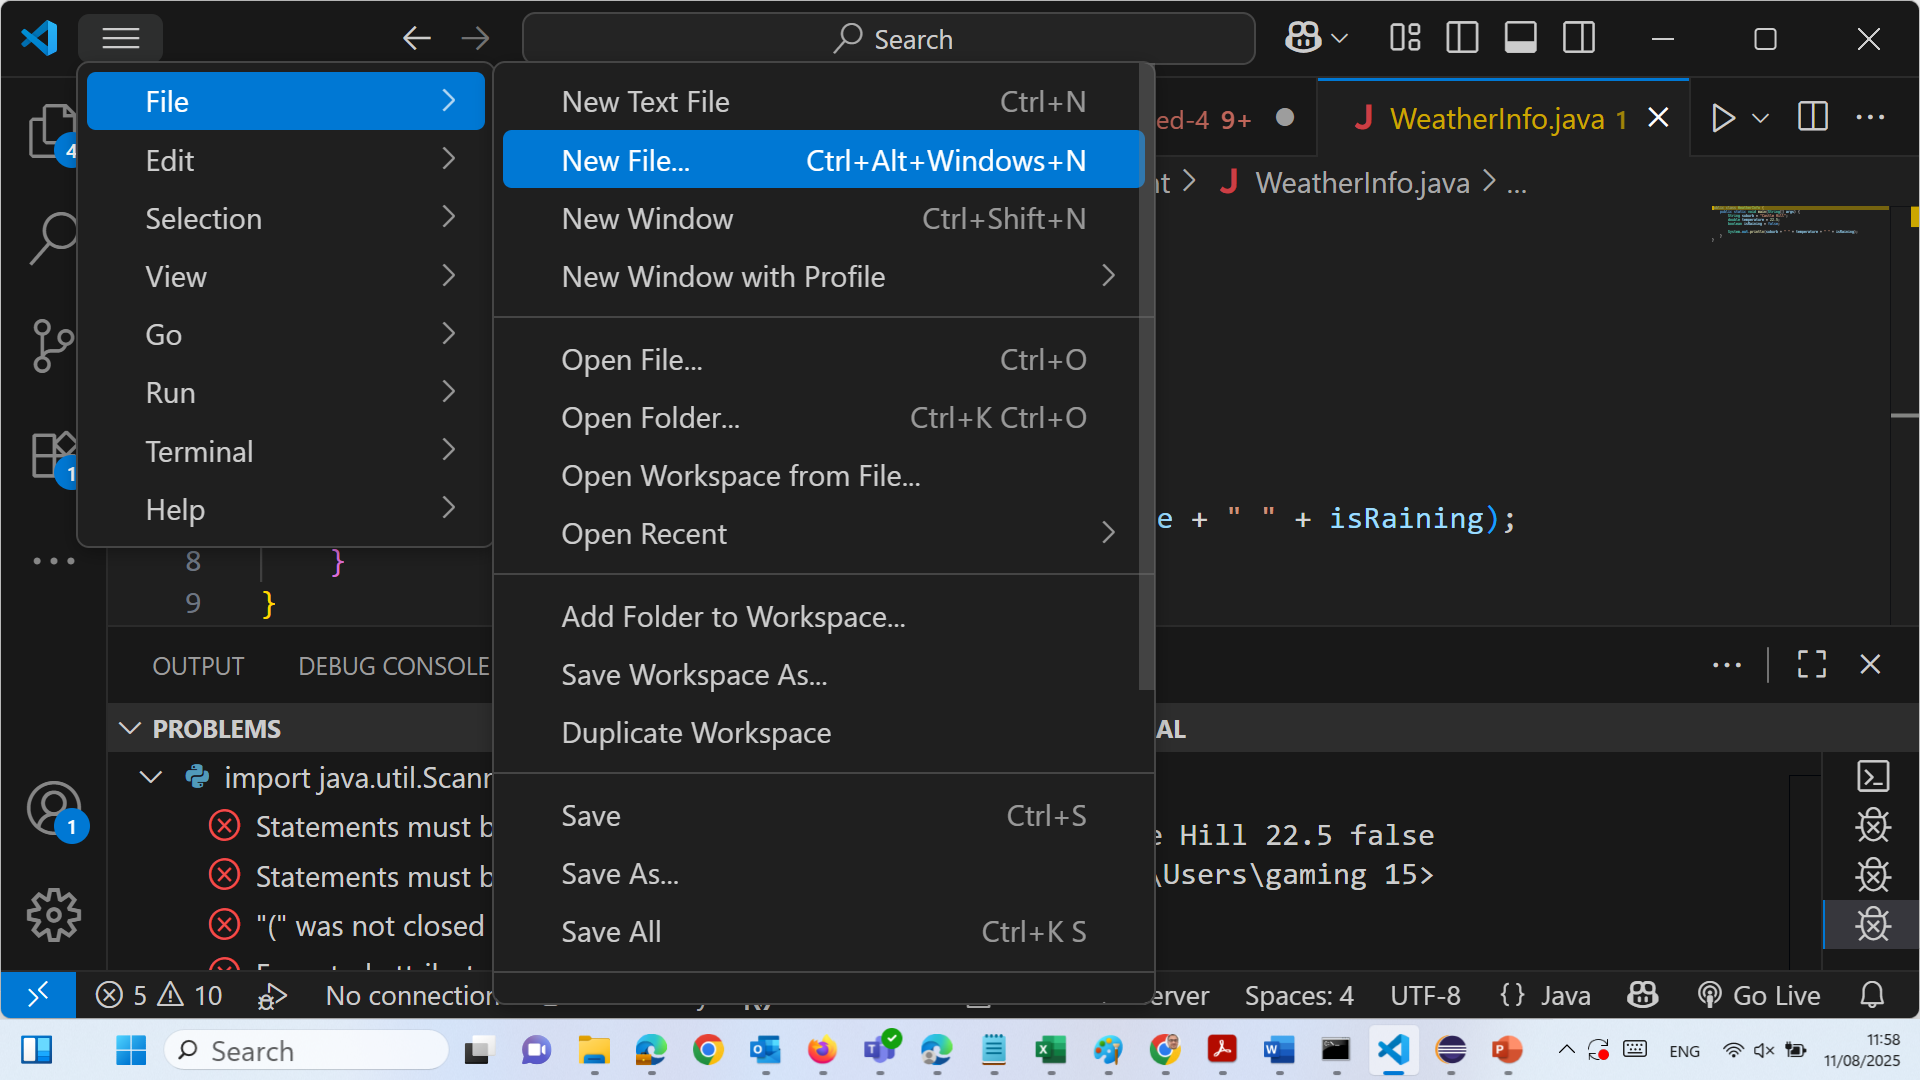 Search
File
Edit
Selection
View
Go
Run
Terminal
Help
New Text File Ctrl+N
New File... Ctrl+Alt+Windows+N
New Window Ctrl+Shift+N
New Window with Profile
Open File... Ctrl+O
Open Folder... Ctrl+K Ctrl+O
Open Workspace from File...
Open Recent
Add Folder to Workspace...
Save Workspace As...
Duplicate Workspace
Save Ctrl+S
Save As...
Save All Ctrl+K S
ed-4 9+
WeatherInfo.java 1
nt > WeatherInfo.java > ...
e + " " + isRaining);
8 }
9 }
4
1
OUTPUT DEBUG CONSOLE
PROBLEMS
AL
import java.util.Scann
Statements must b
Statements must b
"(" was not closed
1
e Hill 22.5 false
\Users\gaming 15>
5 10 No connection
erver Spaces: 4 UTF-8 {} Java Go Live
Search
ENG
11:58
11/08/2025